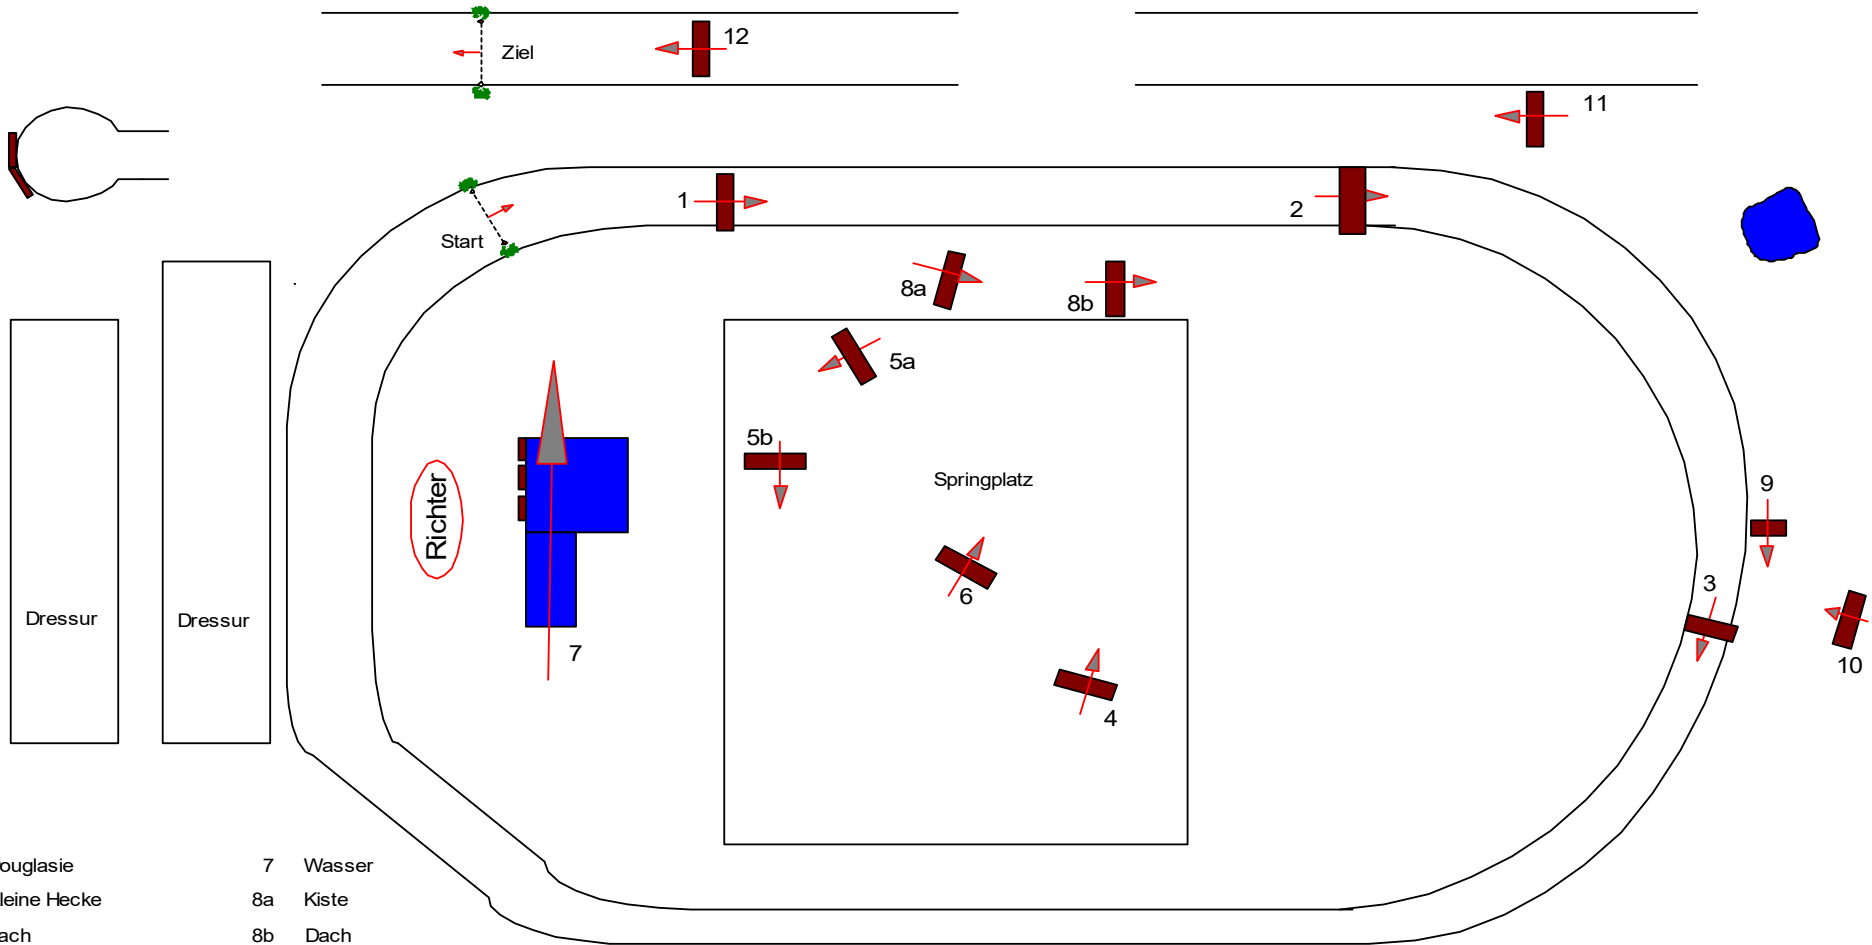 12
Ziel
11
1
2
Start
8a
8b
5a
5b
Springplatz
Richter
9
3
6
Dressur
Dressur
7
10
4
ouglasie 7 Wasser
leine Hecke 8a Kiste
ach 8b Dach